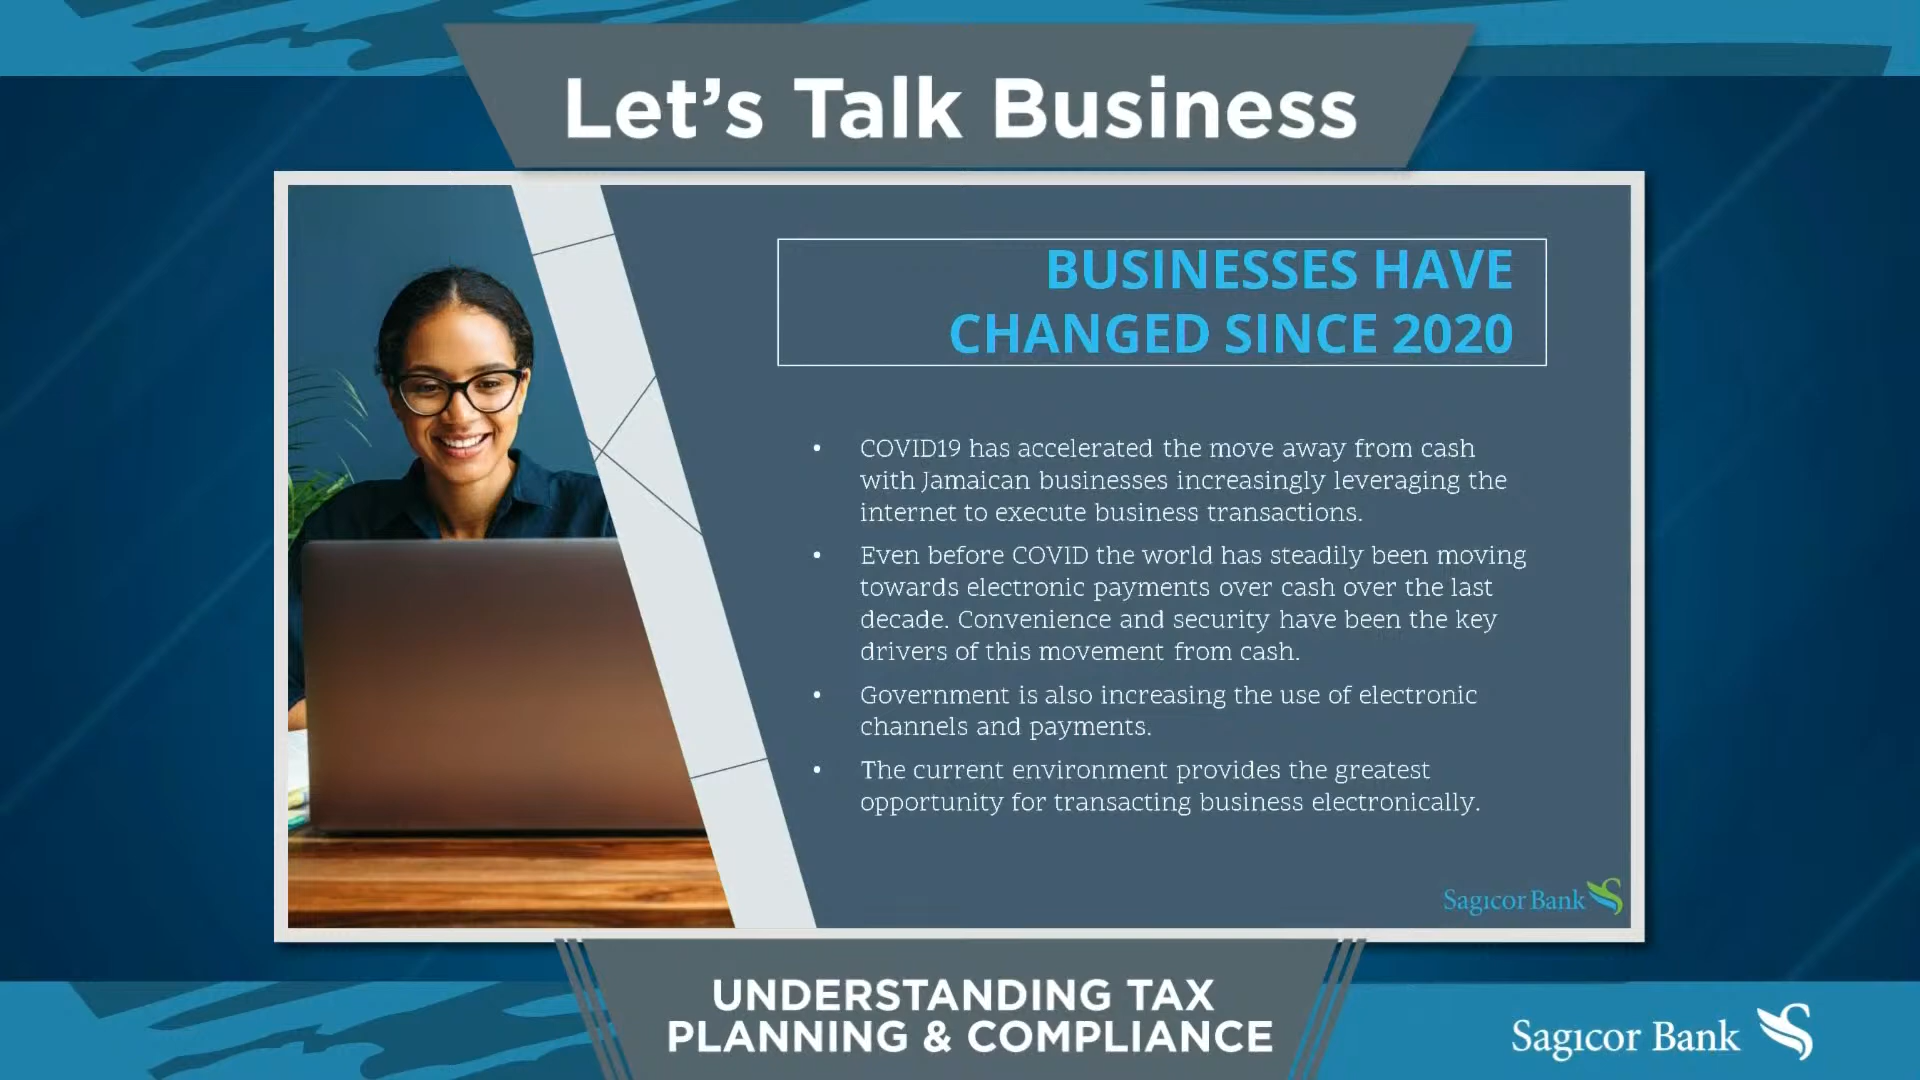 Let's Talk Business
BUSINESSES HAVE
CHANGED SINCE 2020
• COVID19 has accelerated the move away from cash
with Jamaican businesses increasingly leveraging the
internet to execute business transactions.
• Even before COVID the world has steadily been moving
towards electronic payments over cash over the last
decade. Convenience and security have been the key
drivers of this movement from cash.
• Government is also increasing the use of electronic
channels and payments.
• The current environment provides the greatest
opportunity for transacting business electronically.
Sagicor Bank
UNDERSTANDING TAX
PLANNING & COMPLIANCE
Sagicor Bank